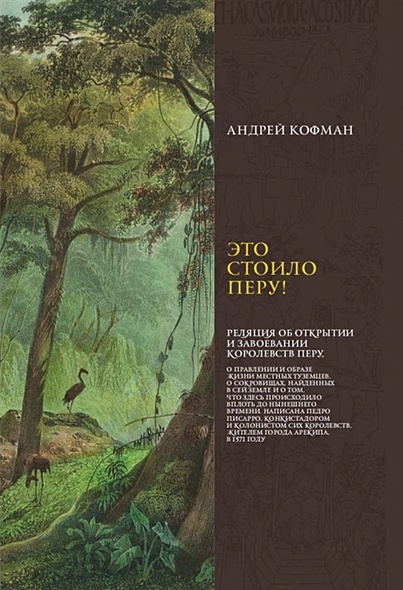 АНДРЕЙ КОФМАН
ЭТО
СТОИЛО
ПЕРУ!
РЕЛЯЦИЯ ОБ ОТКРЫТИИ
И ЗАВОЕВАНИИ
КОРОЛЕВСТВ ПЕРУ,
О ПРАВЛЕНИИ И ОБРАЗЕ
ЖИЗНИ МЕСТНЫХ ТУЗЕМЦЕВ,
О СОКРОВИЩАХ, НАЙДЕННЫХ
В СЕЙ ЗЕМЛЕ И О ТОМ,
ЧТО ЗДЕСЬ ПРОИСХОДИЛО
ВПЛОТЬ ДО НЫНЕШНЕГО
ВРЕМЕНИ. НАПИСАНА ПЕДРО
ПИСАРРО, КОНКИСТАДОРОМ
И КОЛОНИСТОМ СИХ КОРОЛЕВСТВ,
ЖИТЕЛЕМ ГОРОДА АРЕКИПА,
В 1571 ГОДУ